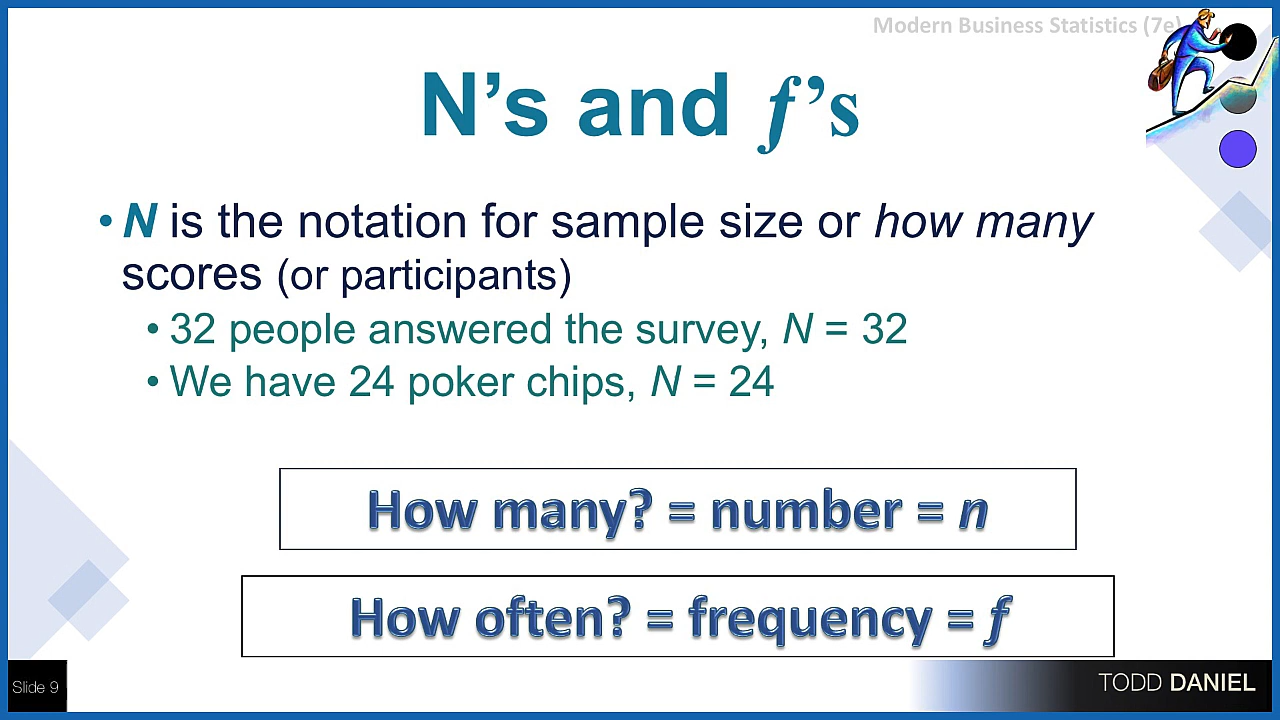 Modern Business Statistics (7e)
N’s and f’s
• N is the notation for sample size or how many
scores (or participants)
• 32 people answered the survey, N = 32
• We have 24 poker chips, N = 24
How many? = number = n
How often? = frequency = f
Slide 9
TODD DANIEL